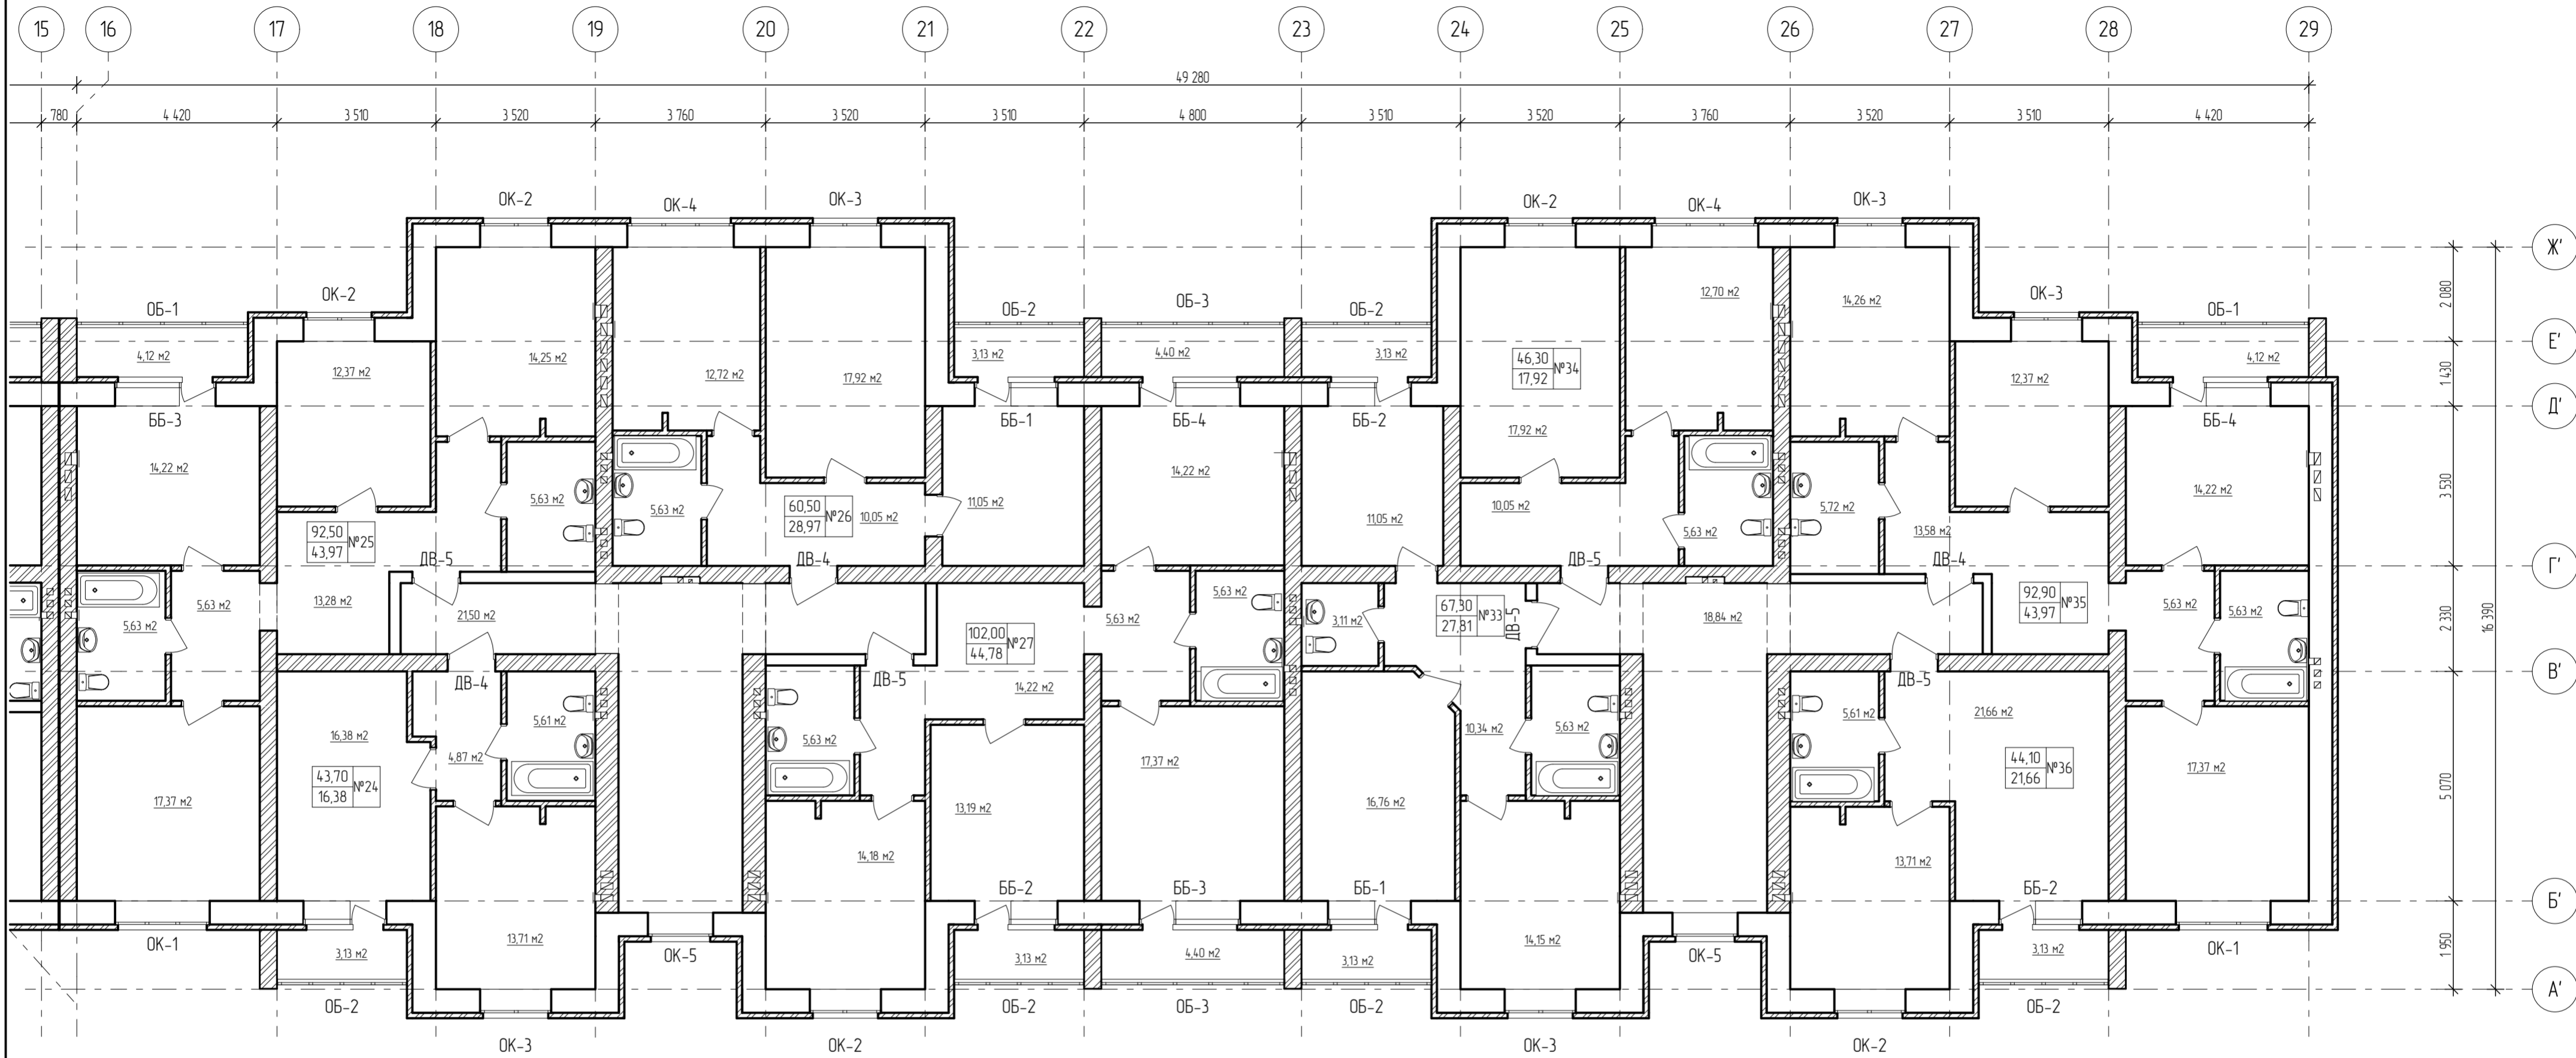 15 16 17 18 19 20 21 22 23 24 25 26 27 28 29
49 280
780 4 420 3 510 3 520 3 760 3 520 3 510 4 800 3 510 3 520 3 760 3 520 3 510 4 420
ОК-2 ОК-4 ОК-3 ОК-2 ОК-4 ОК-3
Ж'
ОБ-1 ОК-2 ОБ-2 ОБ-3 ОБ-2 12,70 м2 14,26 м2 ОК-3 ОБ-1
2 080
4,12 м2 12,37 м2 14,25 м2 12,72 м2 17,92 м2 3,13 м2 4,40 м2 3,13 м2
46,30 №34
17,92
12,37 м2 4,12 м2
Е'
1 430
Д'
ББ-3 ББ-1 ББ-4 ББ-2 17,92 м2 ББ-4
14,22 м2 14,22 м2 14,22 м2
3 530
5,63 м2 5,63 м2
60,50 №26
28,97
10,05 м2 11,05 м2 11,05 м2 10,05 м2 5,63 м2 5,72 м2 13,58 м2
92,50 №25
43,97
ДВ-5 ДВ-4 ДВ-5 ДВ-4
Г'
5,63 м2 5,63 м2 13,28 м2 21,50 м2
102,00 №27
44,78
5,63 м2 5,63 м2 3,11 м2
67,30 №33
27,81
ДВ-5
18,84 м2
92,90 №35
43,97
5,63 м2 5,63 м2
2 330
16 390
В'
ДВ-4 ДВ-5 14,22 м2 ДВ-5
16,38 м2 4,87 м2 5,61 м2 5,63 м2 10,34 м2 5,63 м2 5,61 м2 21,66 м2
43,70 №24
16,38
44,10 №36
21,66
17,37 м2 13,19 м2 17,37 м2 16,76 м2 17,37 м2
5 070
14,18 м2 13,71 м2
ББ-2 ББ-3 ББ-1 ББ-2
Б'
ОК-1 13,71 м2 ОК-5 14,15 м2 ОК-5 ОК-1
3,13 м2 3,13 м2 4,40 м2 3,13 м2 3,13 м2
1 950
А'
ОБ-2 ОБ-2 ОБ-3 ОБ-2 ОБ-2
ОК-3 ОК-2 ОК-3 ОК-2